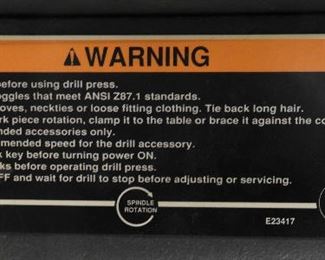 WARNING
before using drill press.
oggles that meet ANSI Z87.1 standards.
oves, neckties or loose fitting clothing. Tie back long hair.
rk piece rotation, clamp it to the table or brace it against the co
nded accessories only.
mmended speed for the drill accessory.
k key before turning power ON.
ks before operating drill press.
FF and wait for drill to stop before adjusting or servicing.
SPINDLE
ROTATION
E23417